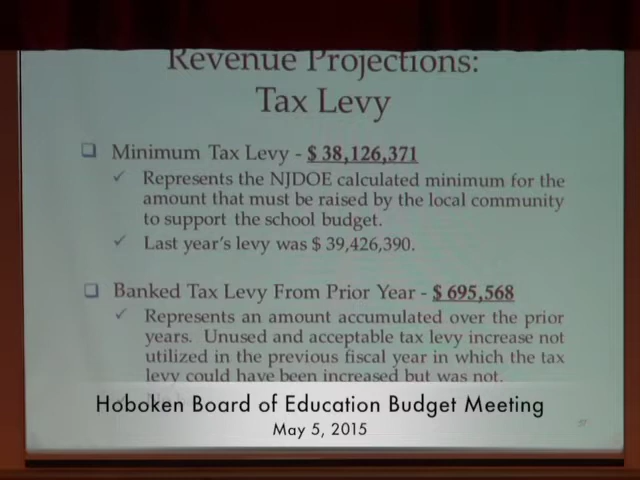 Revenue Projections:
Tax Levy
Minimum Tax Levy - $ 38,126,371
Represents the NJDOE calculated minimum for the
amount that must be raised by the local community
to support the school budget.
Last year's levy was $ 39,426,390.
Banked Tax Levy From Prior Year - $ 695,568
Represents an amount accumulated over the prior
years. Unused and acceptable tax levy increase not
utilized in the previous fiscal year in which the tax
levy could have been increased but was not.
Hoboken Board of Education Budget Meeting
May 5, 2015